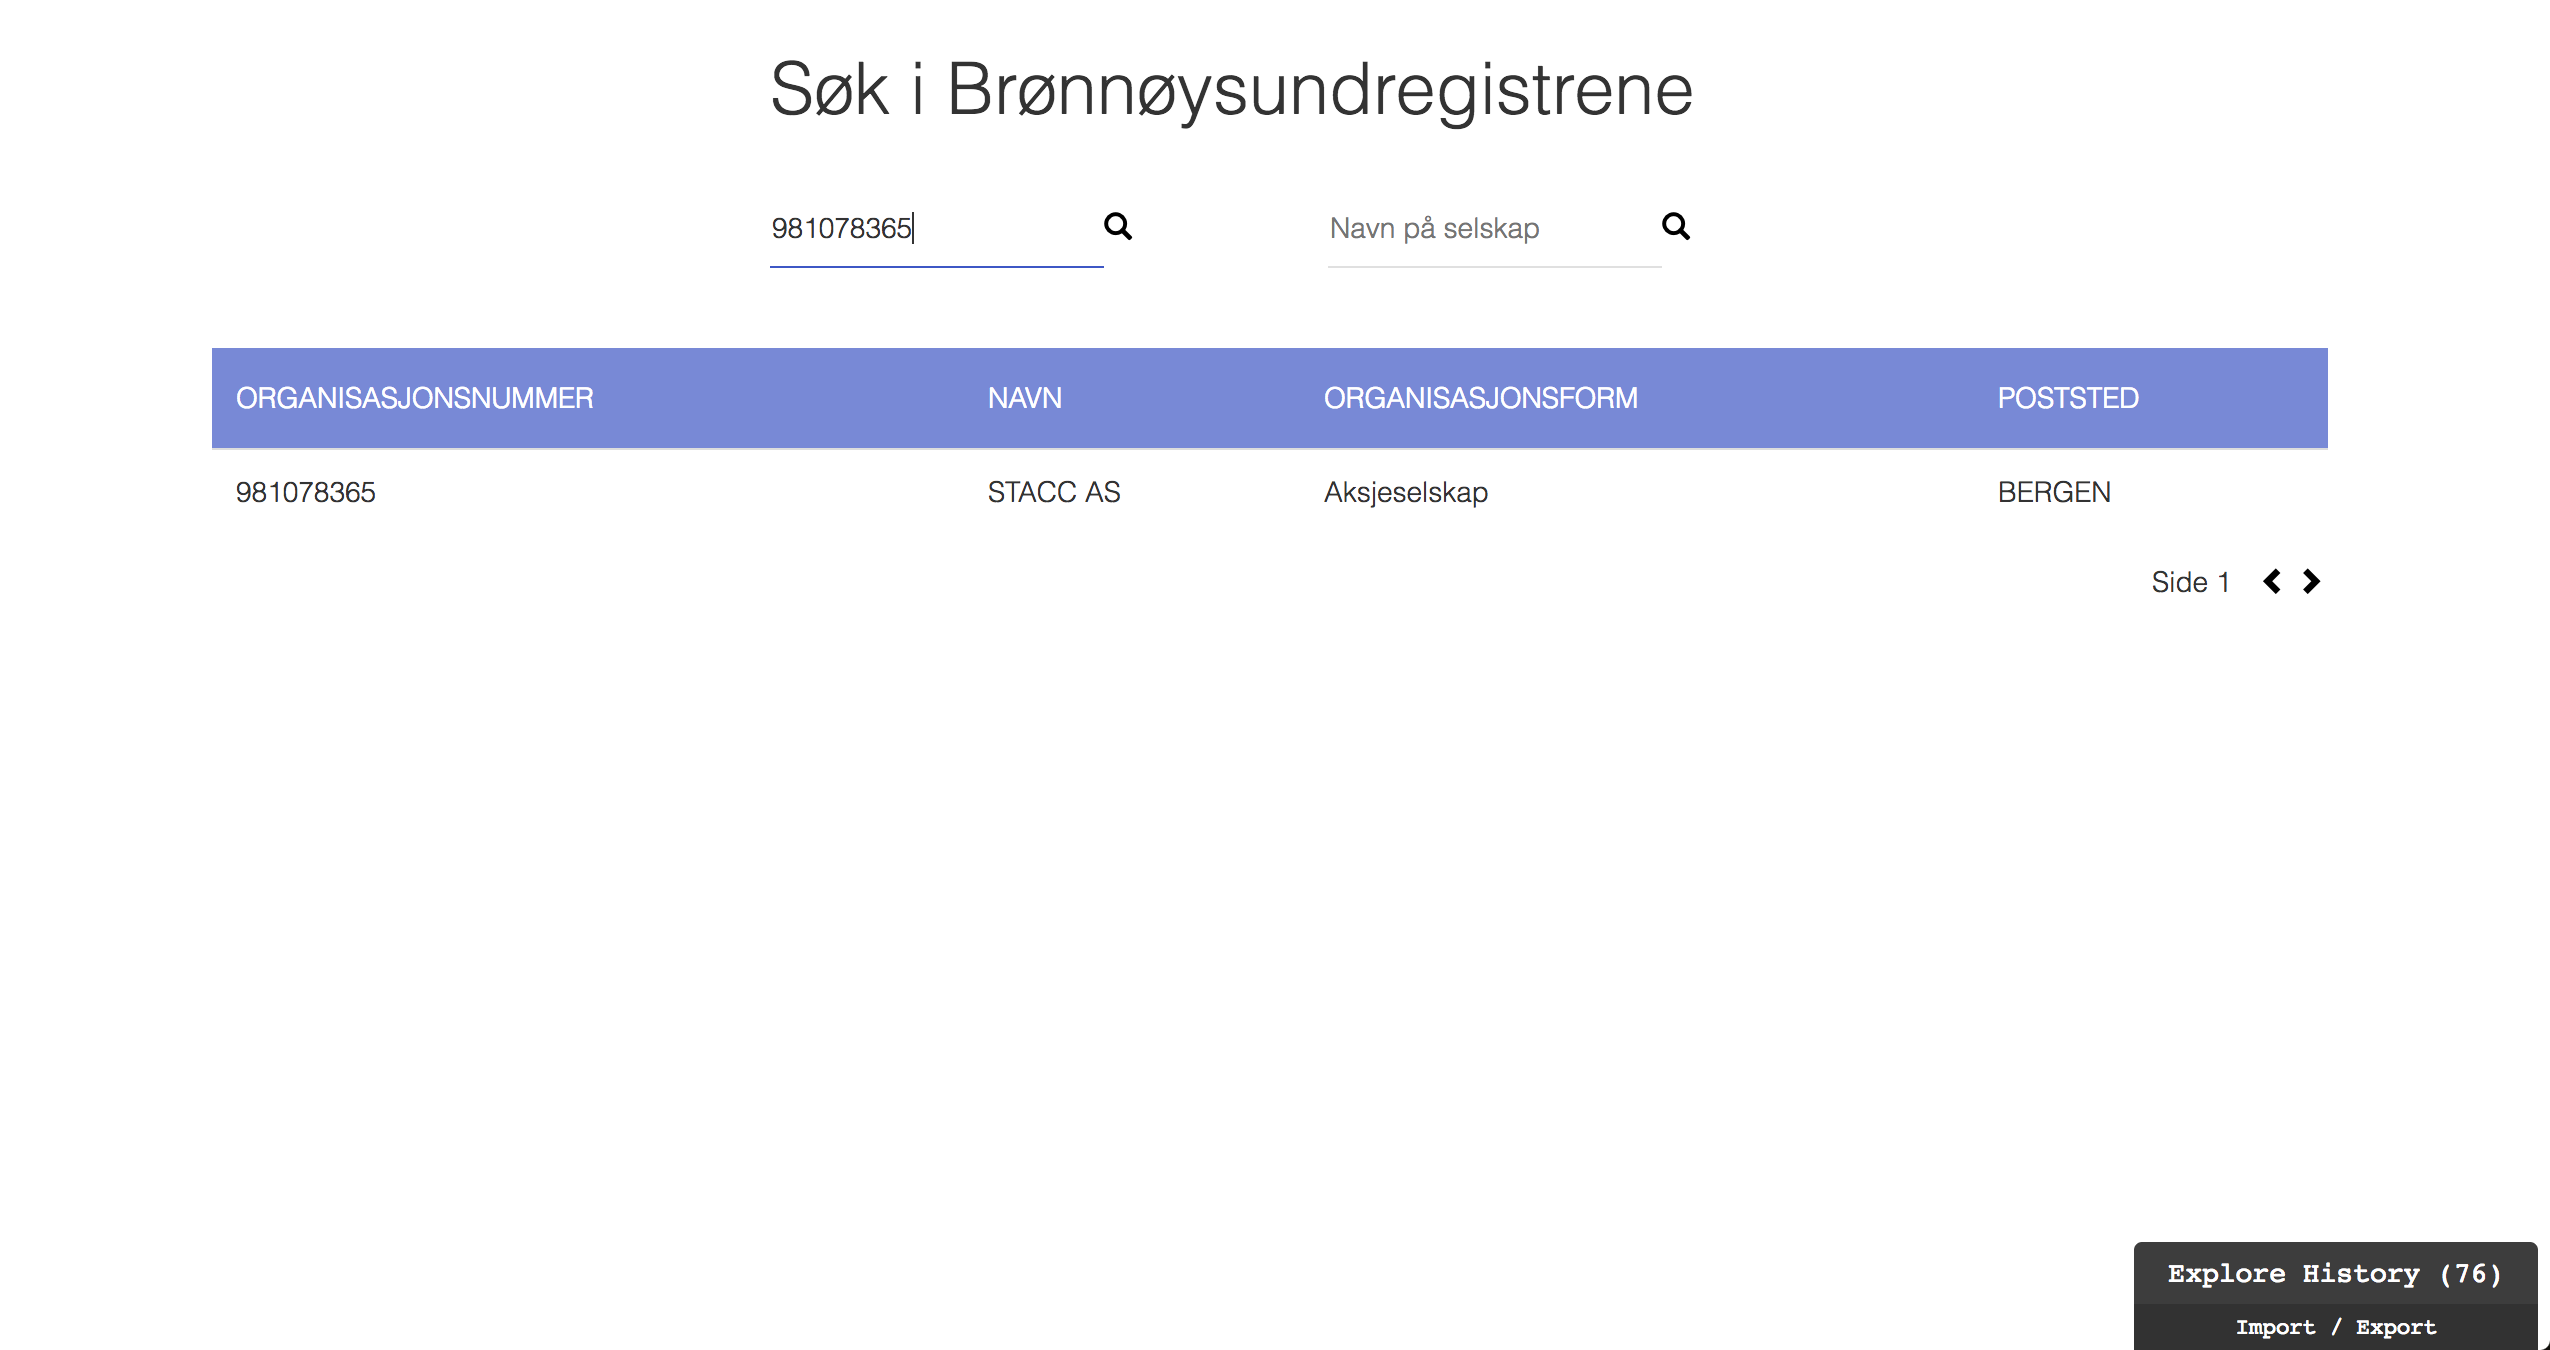 Søk i Brønnøysundregistrene
981078365 Navn på selskap
ORGANISASJONSNUMMER NAVN ORGANISASJONSFORM POSTSTED
981078365 STACC AS Aksjeselskap BERGEN
Side 1
Explore History (76)
Import / Export